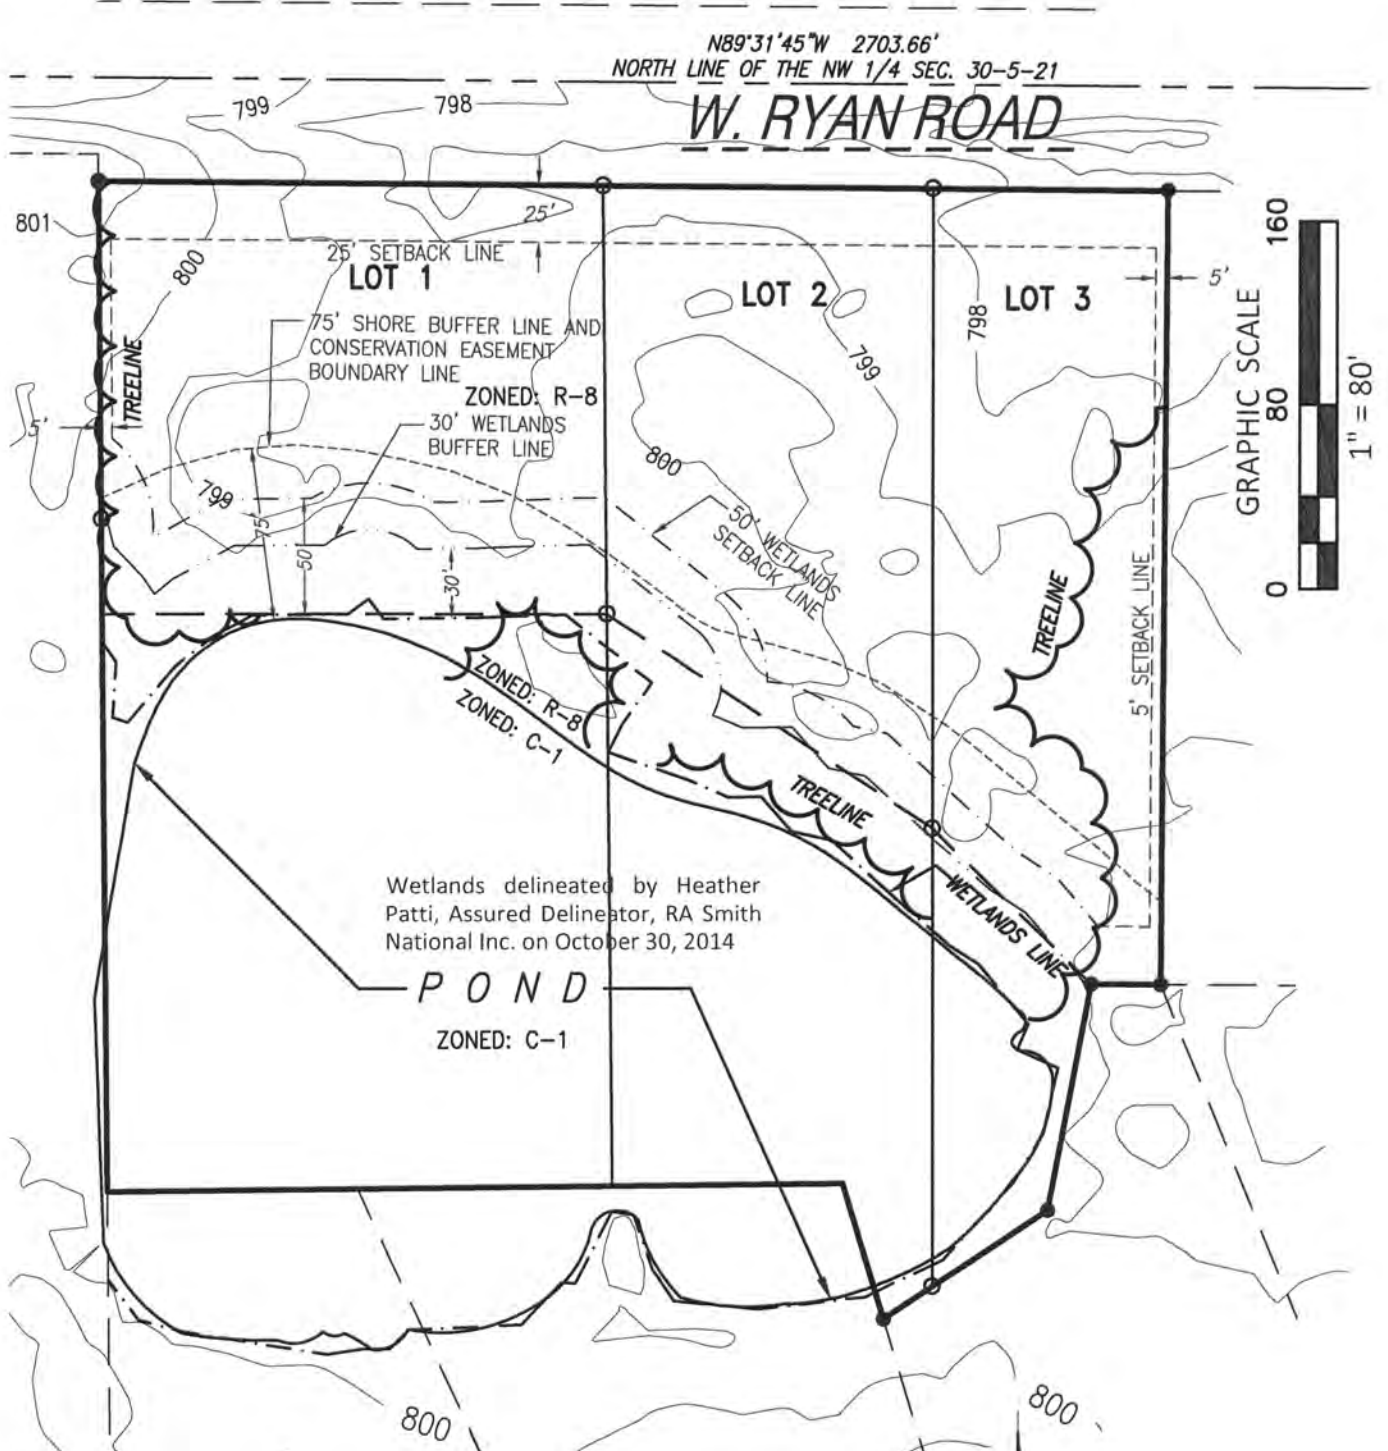 N89°31'45"W 2703.66'
NORTH LINE OF THE NW 1/4 SEC. 30-5-21
W. RYAN ROAD
799
798
801
800
25'
25' SETBACK LINE
LOT 1
LOT 2
LOT 3
5'
798
799
160
80
0
GRAPHIC SCALE
1" = 80'
75' SHORE BUFFER LINE AND
CONSERVATION EASEMENT
BOUNDARY LINE
ZONED: R-8
30' WETLANDS
BUFFER LINE
TREELINE
5'
799
75'
50'
30'
800
50' WETLANDS
SETBACK LINE
TREELINE
5' SETBACK LINE
ZONED: R-8
ZONED: C-1
TREELINE
WETLANDS LINE
Wetlands delineated by Heather
Patti, Assured Delineator, RA Smith
National Inc. on October 30, 2014
POND
ZONED: C-1
800
800